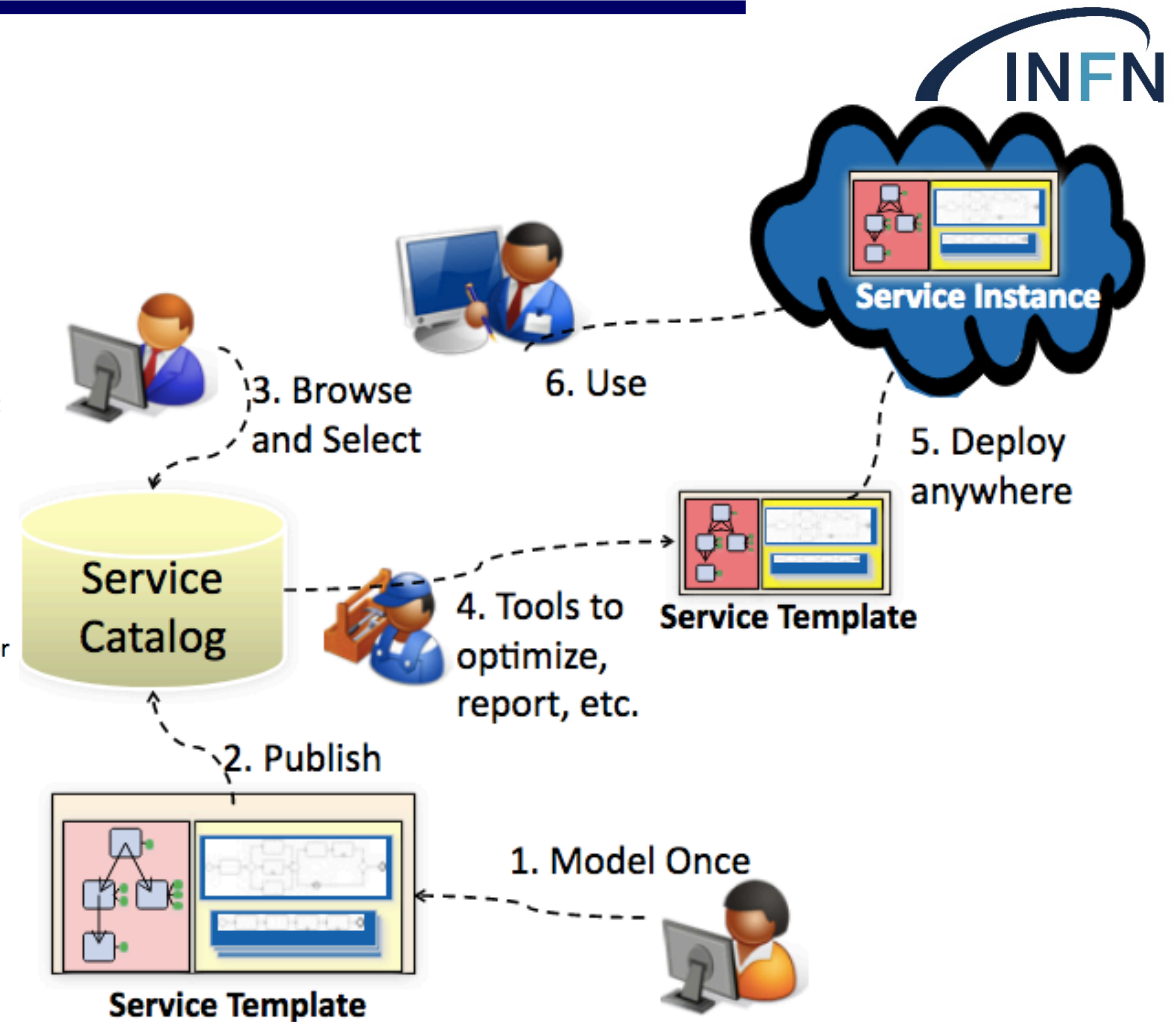 INFN
Service Instance
3. Browse
and Select
6. Use
5. Deploy
anywhere
Service
Catalog
4. Tools to
optimize,
report, etc.
Service Template
r
2. Publish
1. Model Once
Service Template